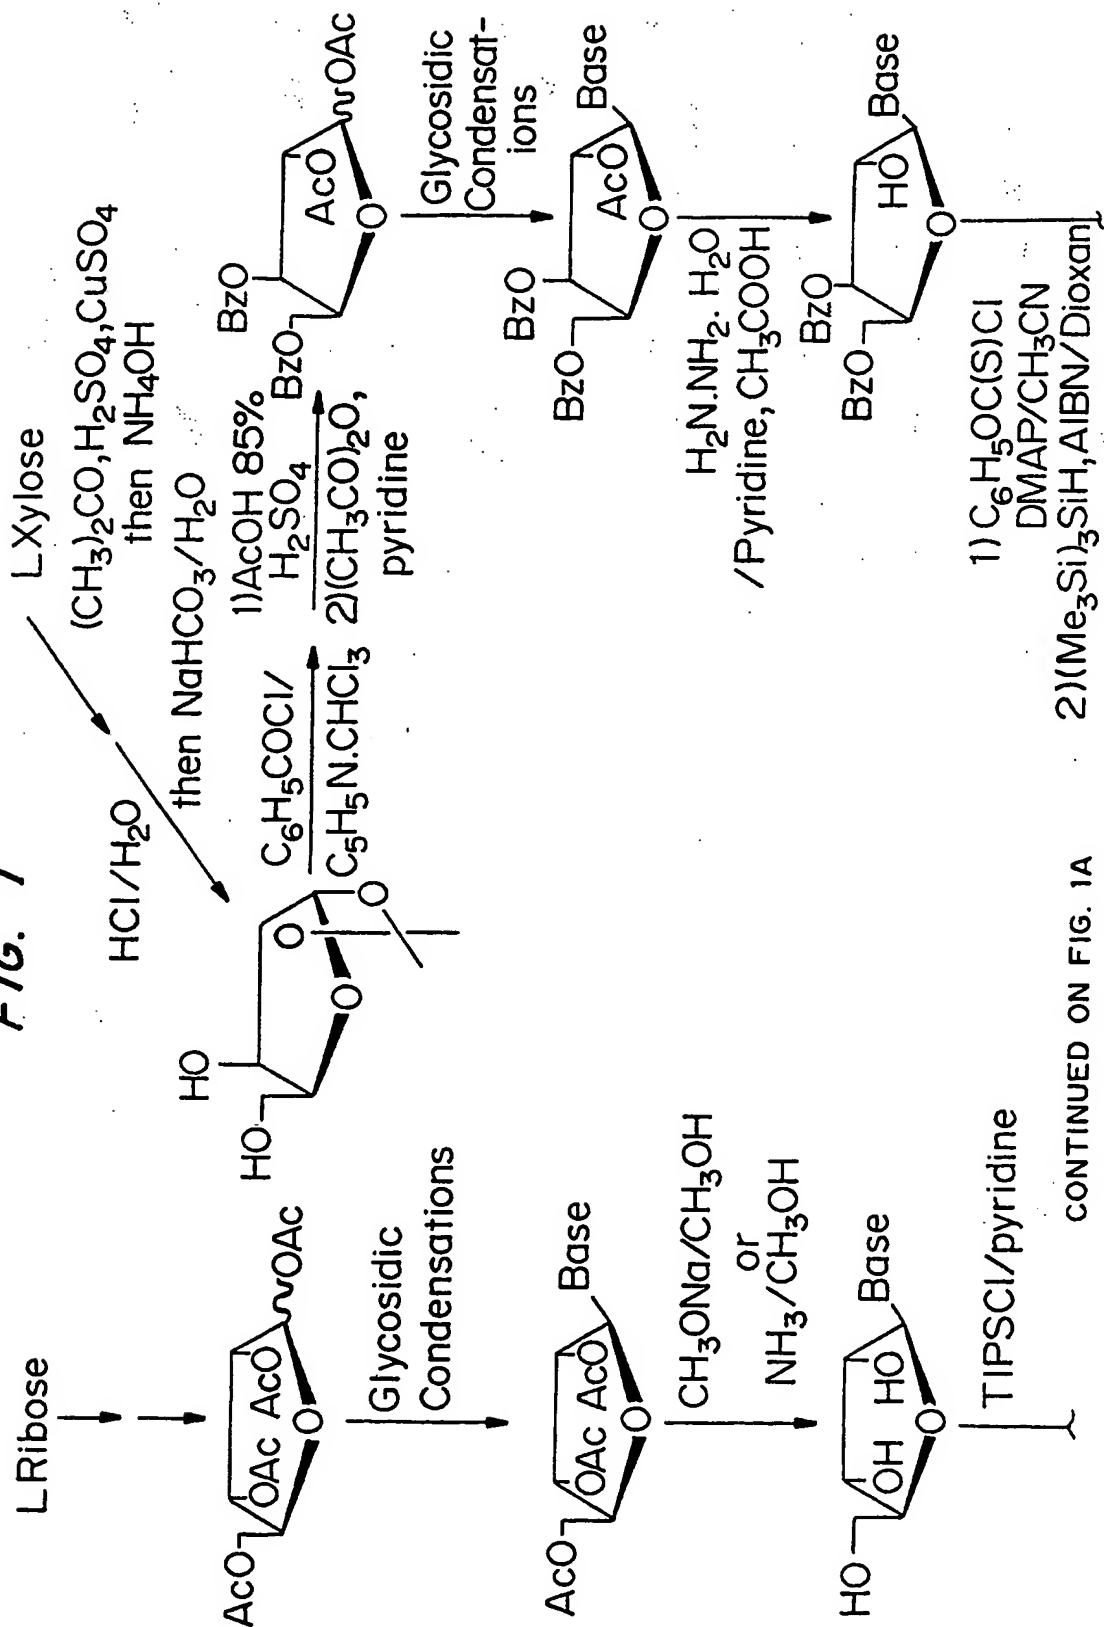 FIG. 1
LRibose
AcO
OAc AcO
O
OAc
Glycosidic
Condensations
AcO
OAc AcO
O
Base
CH3ONa/CH3OH
or
NH3/CH3OH
HO
OH HO
O
Base
TIPSCl/pyridine
LXylose
(CH3)2CO,H2SO4,CuSO4
then NH4OH
HCl/H2O
then NaHCO3/H2O
HO
HO
O
O
O
C6H5COCl/
C5H5N.CHCl3
1)AcOH 85%
H2SO4
2)(CH3CO)2O,
pyridine
BzO
BzO
AcO
O
OAc
Glycosidic
Condensat-
ions
BzO
BzO
AcO
O
Base
H2N.NH2. H2O
/Pyridine,CH3COOH
BzO
BzO
HO
O
Base
1)C6H5OC(S)Cl
DMAP/CH3CN
2)(Me3Si)3SiH,AIBN/Dioxan
CONTINUED ON FIG. 1A